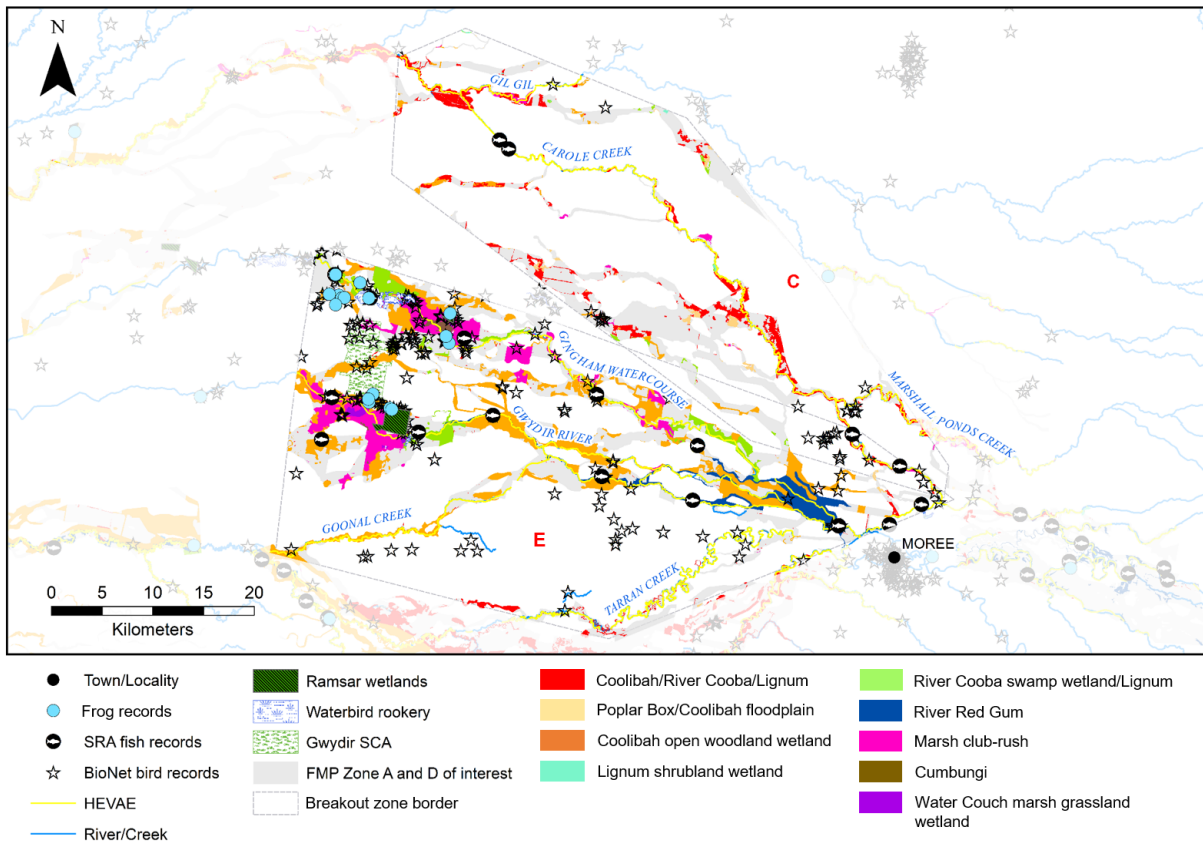 N
GIL GIL
CAROLE CREEK
C
GINGHAM WATERCOURSE
MARSHALL PONDS CREEK
GWYDIR RIVER
GOONAL CREEK
E
TARRAN CREEK
MOREE
0 5 10 15 20
Kilometers
Town/Locality
Frog records
SRA fish records
BioNet bird records
HEVAE
River/Creek
Ramsar wetlands
Waterbird rookery
Gwydir SCA
FMP Zone A and D of interest
Breakout zone border
Coolibah/River Cooba/Lignum
Poplar Box/Coolibah floodplain
Coolibah open woodland wetland
Lignum shrubland wetland
River Cooba swamp wetland/Lignum
River Red Gum
Marsh club-rush
Cumbungi
Water Couch marsh grassland
wetland